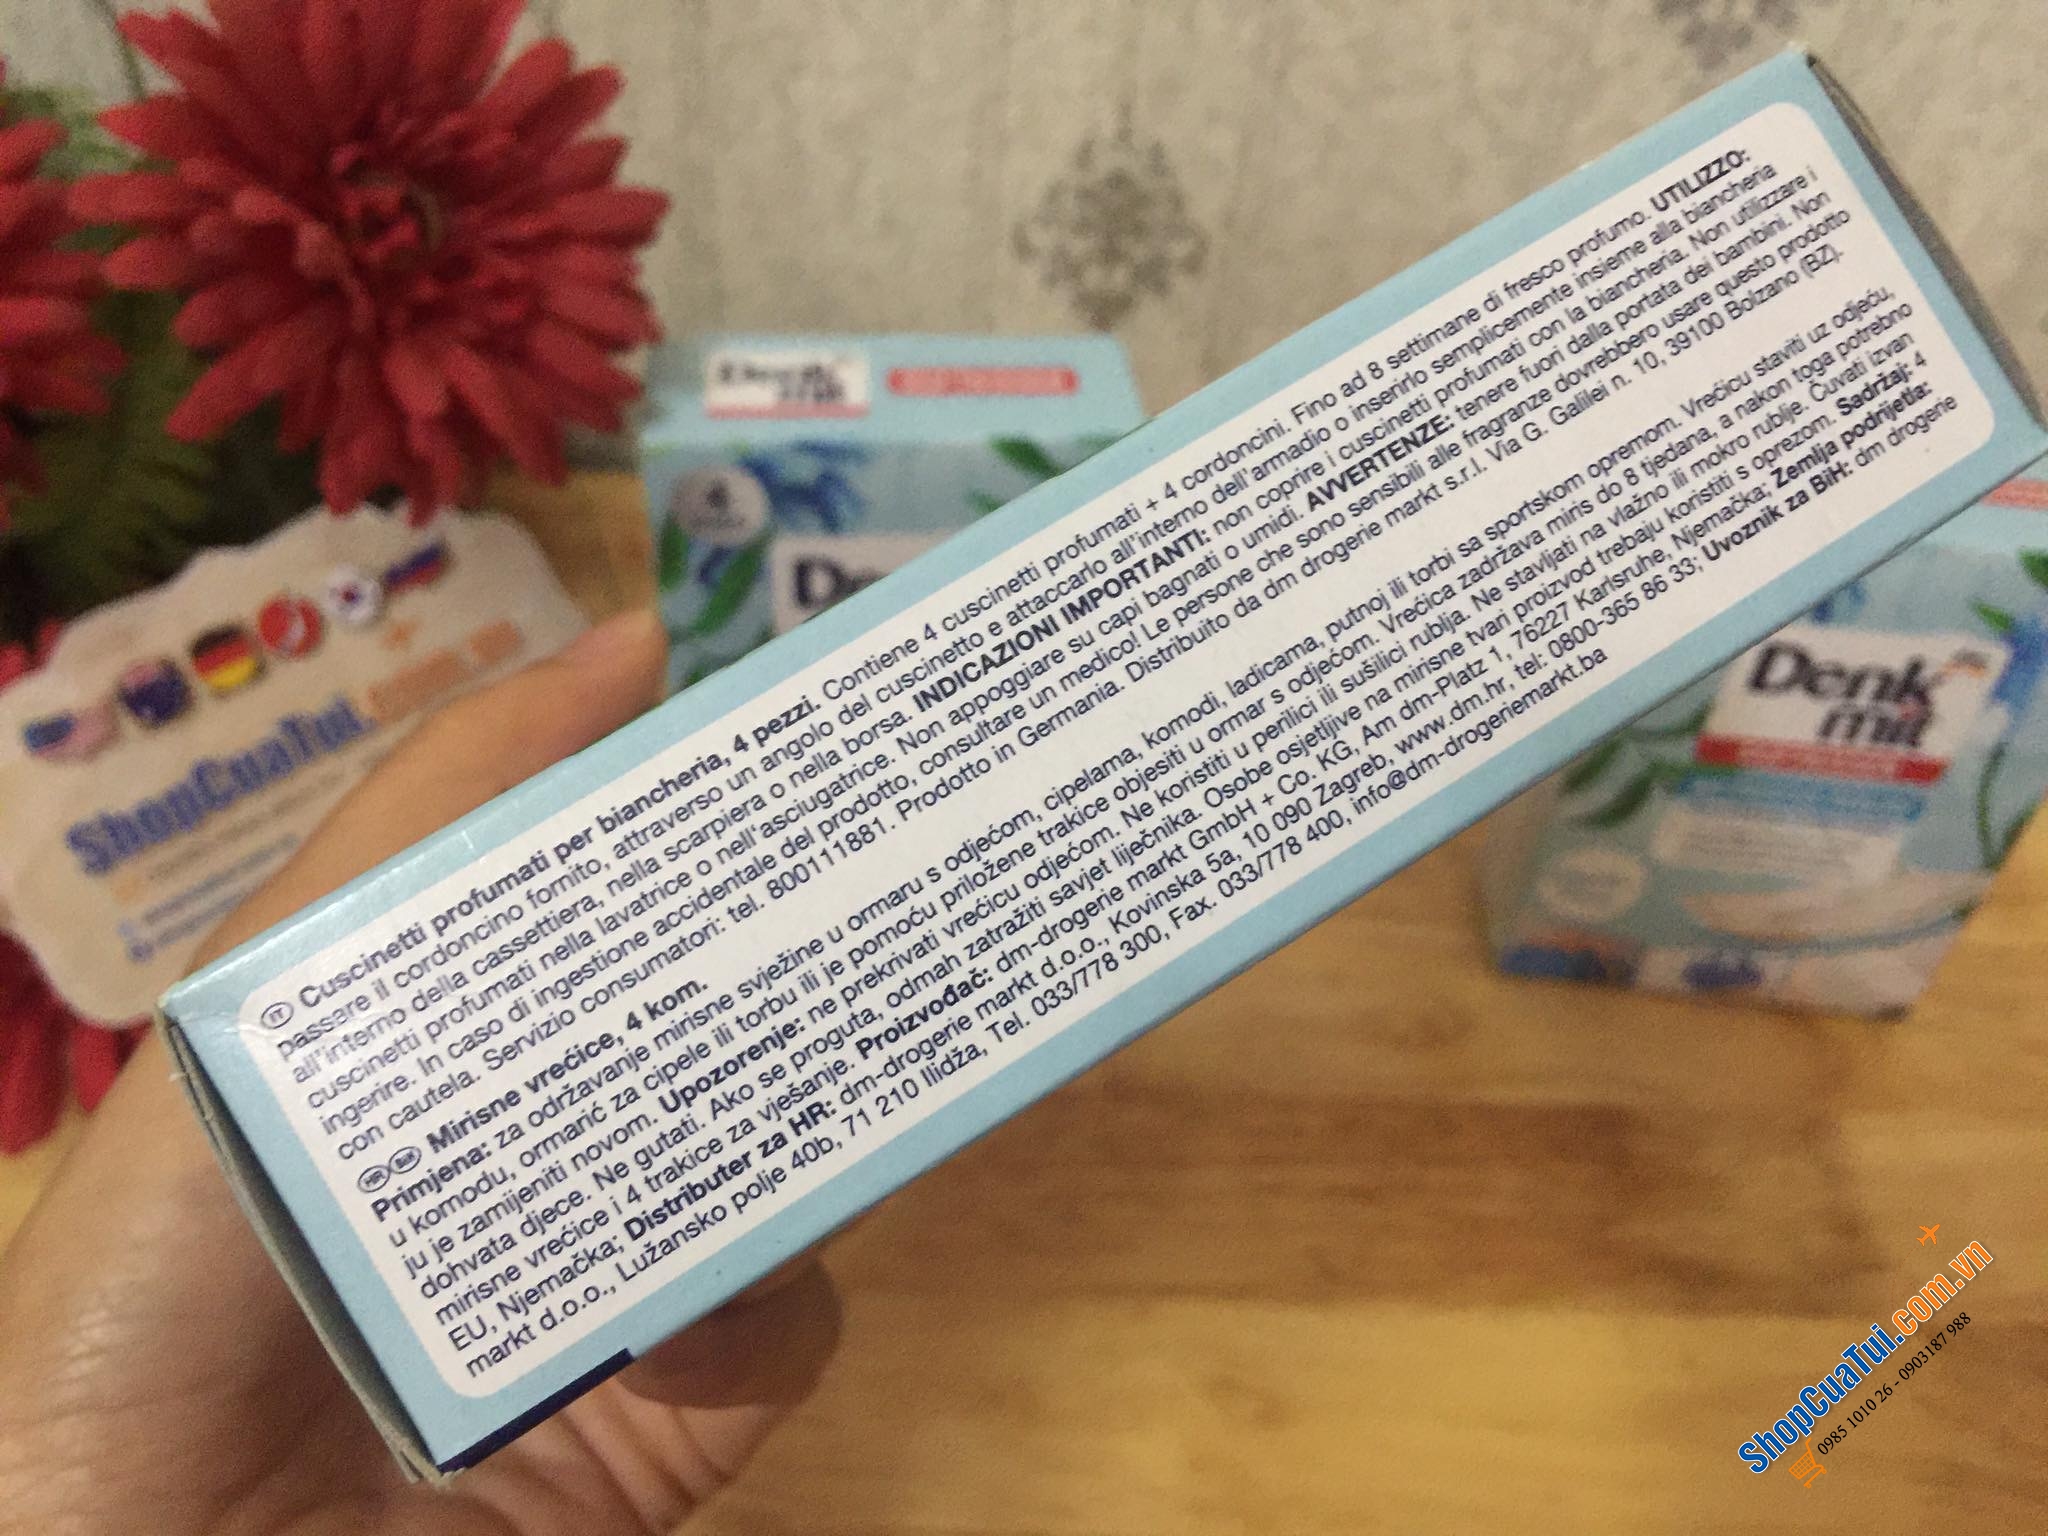 IT Cuscinetti profumati per biancheria, 4 pezzi. Contiene 4 cuscinetti profumati + 4 cordoncini. Fino ad 8 settimane di fresco profumo. UTILIZZO:
passare il cordoncino fornito, attraverso un angolo del cuscinetto e attaccarlo all'interno dell'armadio o inserirlo semplicemente insieme alla biancheria
all'interno della cassettiera, nella scarpiera o nella borsa. INDICAZIONI IMPORTANTI: non coprire i cuscinetti profumati con la biancheria. Non utilizzare i
cuscinetti profumati nella lavatrice o nell'asciugatrice. Non appoggiare su capi bagnati o umidi. AVVERTENZE: tenere fuori dalla portata dei bambini. Non
ingerire. In caso di ingestione accidentale del prodotto, consultare un medico! Le persone che sono sensibili alle fragranze dovrebbero usare questo prodotto
con cautela. Servizio consumatori: tel. 800111881. Prodotto in Germania. Distribuito da dm drogerie markt s.r.l. Via G. Galilei n. 10, 39100 Bolzano (BZ).
HR BIH Mirisne vrećice, 4 kom.
Primjena: za održavanje mirisne svježine u ormaru s odjećom, cipelama, komodi, ladicama, putnoj ili torbi sa sportskom opremom. Vrećicu staviti uz odjeću,
u komodu, ormarić za cipele ili torbu ili je pomoću priložene trakice objesiti u ormar s odjećom. Vrećica zadržava miris do 8 tjedana, a nakon toga potrebno
ju je zamijeniti novom. Upozorenje: ne prekrivati vrećicu odjećom. Ne koristiti u perilici ili sušilici rublja. Ne stavljati na vlažno ili mokro rublje. Čuvati izvan
dohvata djece. Ne gutati. Ako se proguta, odmah zatražiti savjet liječnika. Osobe osjetljive na mirisne tvari proizvod trebaju koristiti s oprezom. Sadržaj: 4
mirisne vrećice i 4 trakice za vješanje. Proizvođač: dm-drogerie markt GmbH + Co. KG, Am dm-Platz 1, 76227 Karlsruhe, Njemačka; Zemlja podrijetla:
EU, Njemačka; Distributer za HR: dm-drogerie markt d.o.o., Kovinska 5a, 10 090 Zagreb, www.dm.hr, tel: 0800-365 86 33; Uvoznik za BiH: dm drogerie
markt d.o.o., Lužansko polje 40b, 71 210 Ilidža, Tel. 033/778 300, Fax. 033/778 400, info@dm-drogeriemarkt.ba
Denk
mit
4
De
Denk
mit
ShopCuaTui
ShopCuaTui.com.vn
0985 1010 26 - 0903187 988